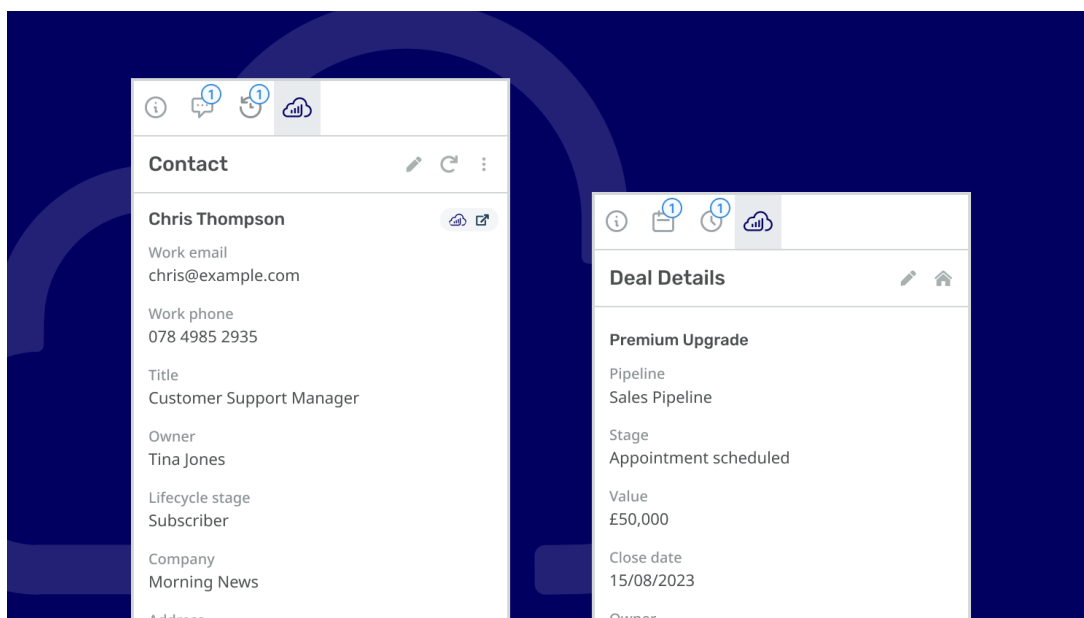 1
1
Contact
Chris Thompson
Work email
chris@example.com
Work phone
078 4985 2935
Title
Customer Support Manager
Owner
Tina Jones
Lifecycle stage
Subscriber
Company
Morning News
Address
1
1
Deal Details
Premium Upgrade
Pipeline
Sales Pipeline
Stage
Appointment scheduled
Value
£50,000
Close date
15/08/2023
Owner